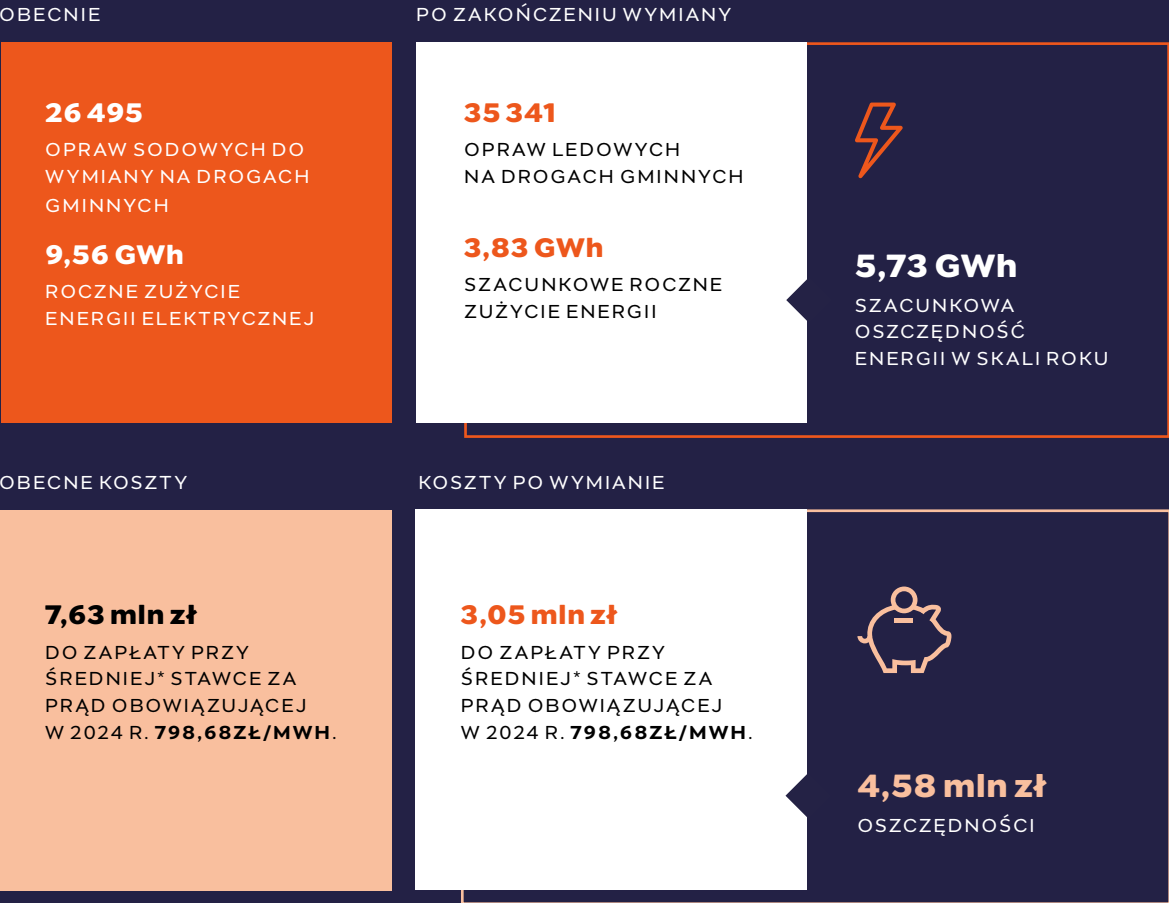 OBECNIE
26 495
OPRAW SODOWYCH DO
WYMIANY NA DROGACH
GMINNYCH
9,56 GWh
ROCZNE ZUŻYCIE
ENERGII ELEKTRYCZNEJ
PO ZAKOŃCZENIU WYMIANY
35 341
OPRAW LEDOWYCH
NA DROGACH GMINNYCH
3,83 GWh
SZACUNKOWE ROCZNE
ZUŻYCIE ENERGII
5,73 GWh
SZACUNKOWA
OSZCZĘDNOŚĆ
ENERGII W SKALI ROKU
OBECNE KOSZTY
7,63 mln zł
DO ZAPŁATY PRZY
ŚREDNIEJ* STAWCE ZA
PRĄD OBOWIĄZUJĄCEJ
W 2024 R. 798,68ZŁ/MWH.
KOSZTY PO WYMIANIE
3,05 mln zł
DO ZAPŁATY PRZY
ŚREDNIEJ* STAWCE ZA
PRĄD OBOWIĄZUJĄCEJ
W 2024 R. 798,68ZŁ/MWH.
4,58 mln zł
OSZCZĘDNOŚCI